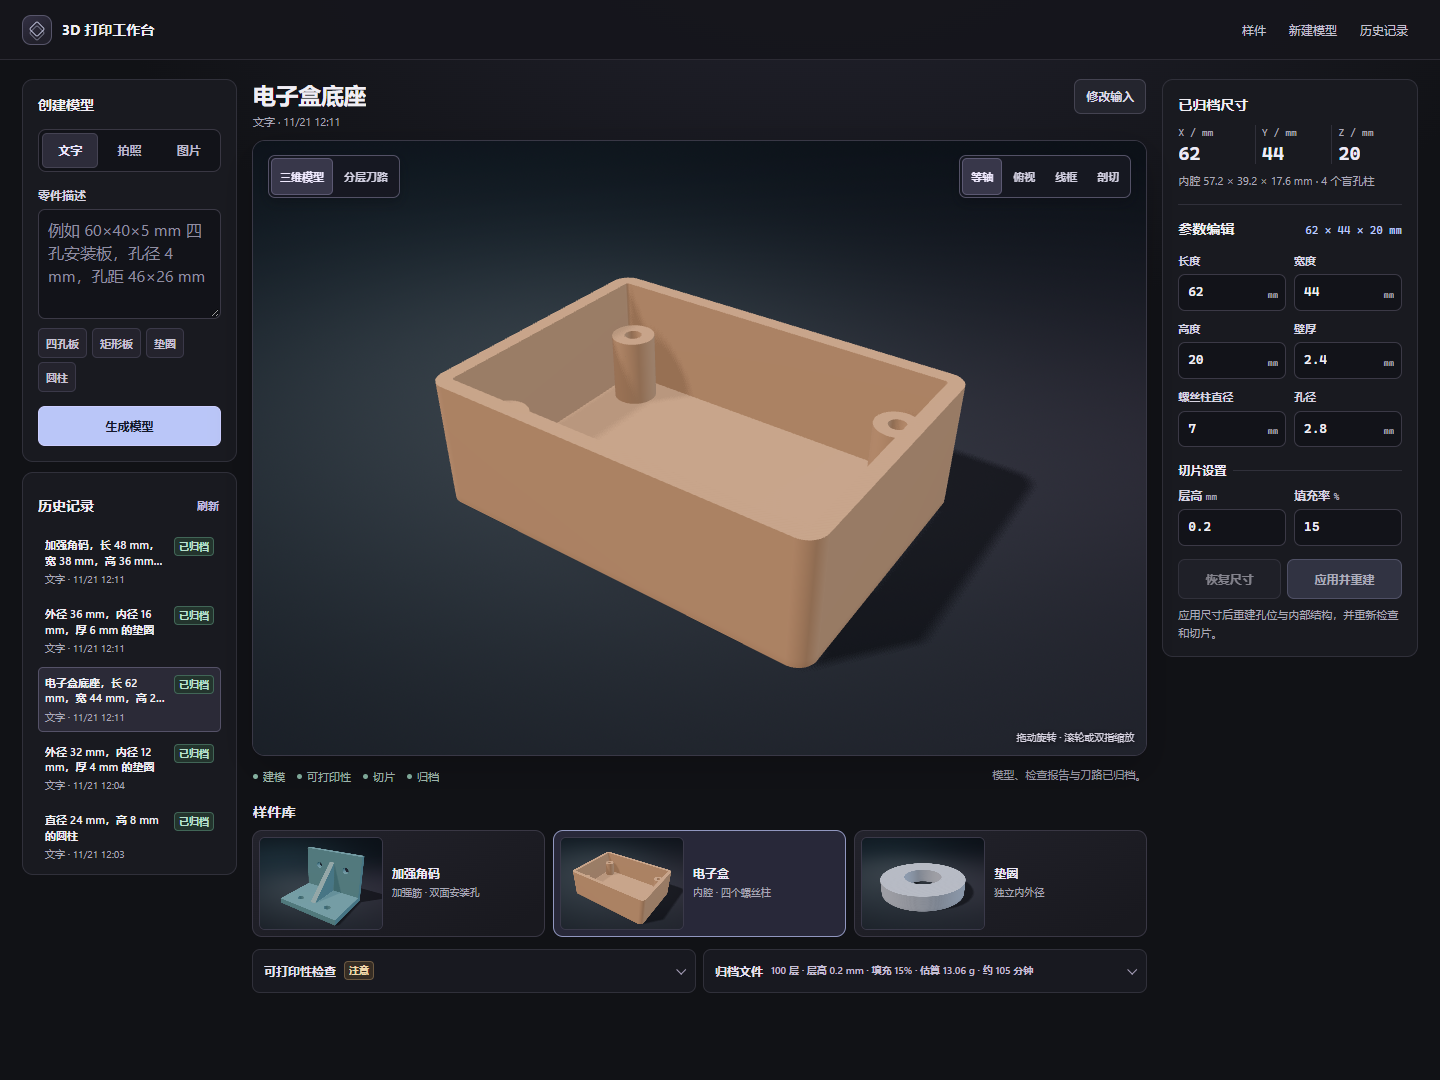 3D 打印工作台
样件
新建模型
历史记录
创建模型
文字
拍照
图片
零件描述
例如 60×40×5 mm 四
孔安装板，孔径 4
mm，孔距 46×26 mm
四孔板
矩形板
垫圈
圆柱
生成模型
历史记录
刷新
加强角码，长 48 mm，
宽 38 mm，高 36 mm...
已归档
文字 · 11/21 12:11
外径 36 mm，内径 16
mm，厚 6 mm 的垫圈
已归档
文字 · 11/21 12:11
电子盒底座，长 62
mm，宽 44 mm，高 2...
已归档
文字 · 11/21 12:11
外径 32 mm，内径 12
mm，厚 4 mm 的垫圈
已归档
文字 · 11/21 12:04
直径 24 mm，高 8 mm
的圆柱
已归档
文字 · 11/21 12:03
电子盒底座
文字 · 11/21 12:11
修改输入
三维模型
分层刀路
等轴
俯视
线框
剖切
拖动旋转 · 滚轮或双指缩放
建模
可打印性
切片
归档
模型、检查报告与刀路已归档。
样件库
加强角码
加强筋 · 双面安装孔
电子盒
内腔 · 四个螺丝柱
垫圈
独立内外径
可打印性检查
注意
归档文件
100 层 · 层高 0.2 mm · 填充 15% · 估算 13.06 g · 约 105 分钟
已归档尺寸
X / mm
Y / mm
Z / mm
62
44
20
内腔 57.2 × 39.2 × 17.6 mm · 4 个盲孔柱
参数编辑
62 × 44 × 20 mm
长度
宽度
62 mm
44 mm
高度
壁厚
20 mm
2.4 mm
螺丝柱直径
孔径
7 mm
2.8 mm
切片设置
层高 mm
填充率 %
0.2
15
恢复尺寸
应用并重建
应用尺寸后重建孔位与内部结构，并重新检查
和切片。